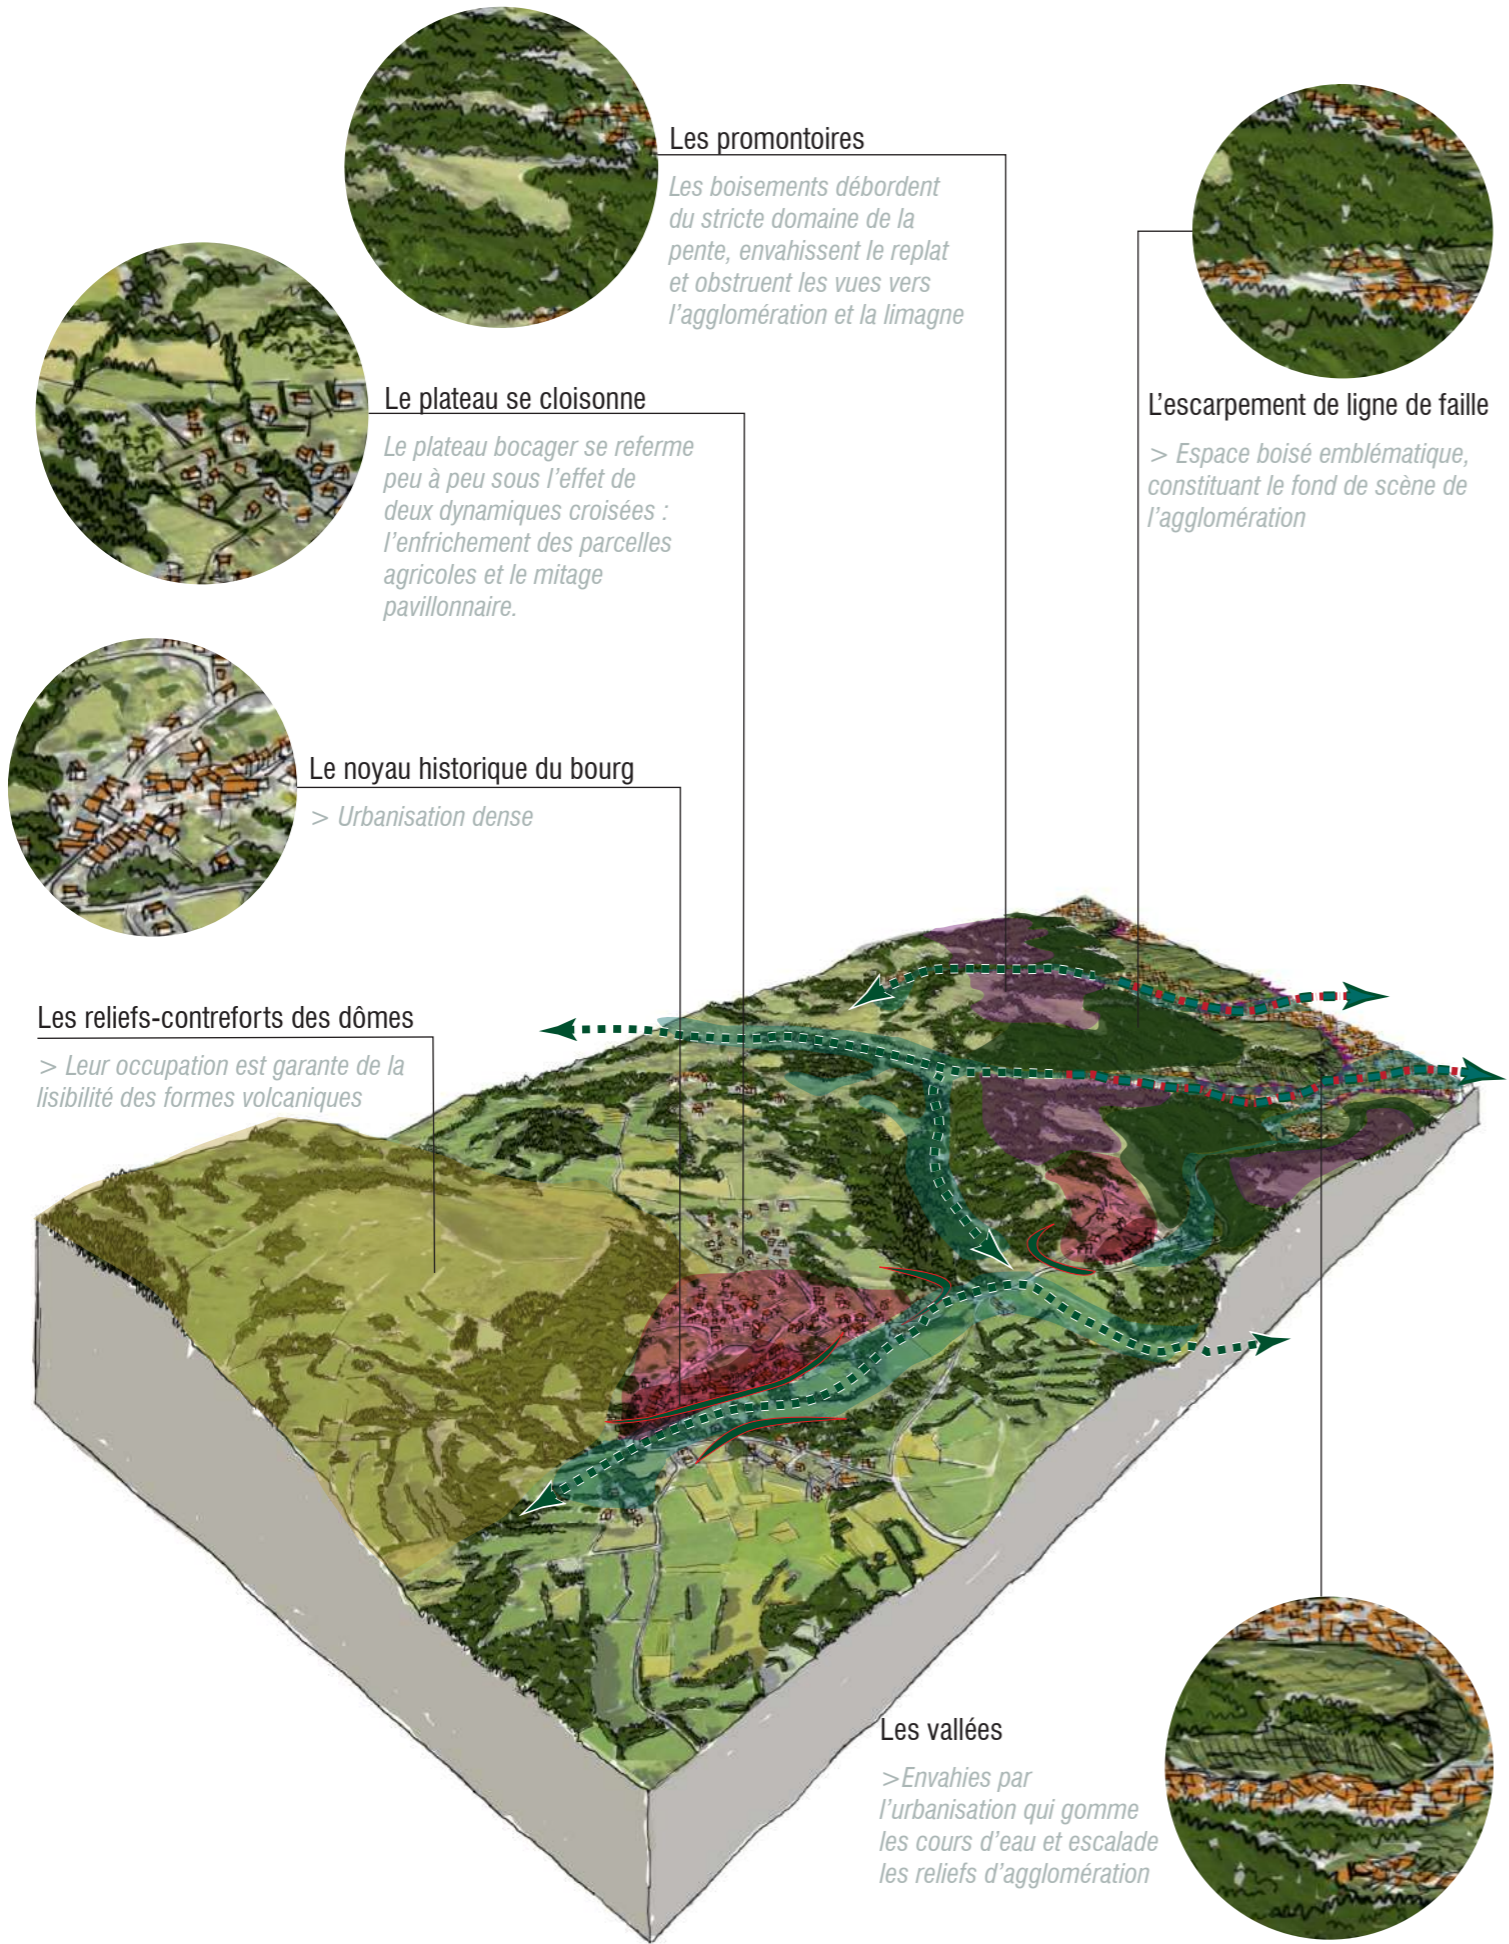 Les promontoires
Les boisements débordent
du stricte domaine de la
pente, envahissent le replat
et obstruent les vues vers
l'agglomération et la limagne
Le plateau se cloisonne
Le plateau bocager se referme
peu à peu sous l'effet de
deux dynamiques croisées :
l'enfrichement des parcelles
agricoles et le mitage
pavillonnaire.
L'escarpement de ligne de faille
> Espace boisé emblématique,
constituant le fond de scène de
l'agglomération
Le noyau historique du bourg
> Urbanisation dense
Les reliefs-contreforts des dômes
> Leur occupation est garante de la
lisibilité des formes volcaniques
Les vallées
>Envahies par
l'urbanisation qui gomme
les cours d'eau et escalade
les reliefs d'agglomération